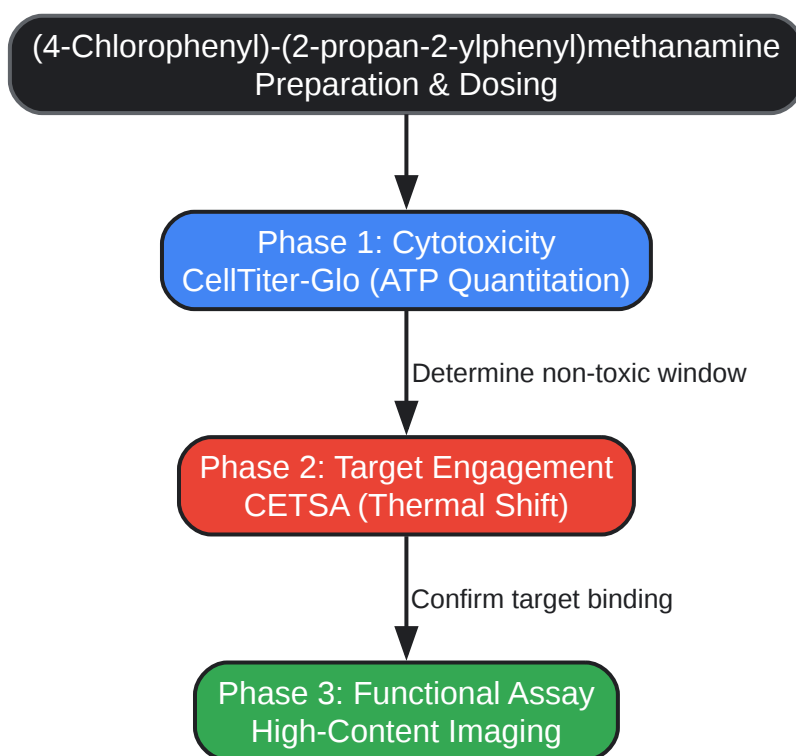 (4-Chlorophenyl)-(2-propan-2-ylphenyl)methanamine
Preparation & Dosing
Phase 1: Cytotoxicity
CellTiter-Glo (ATP Quantitation)
Determine non-toxic window
Phase 2: Target Engagement
CETSA (Thermal Shift)
Confirm target binding
Phase 3: Functional Assay
High-Content Imaging